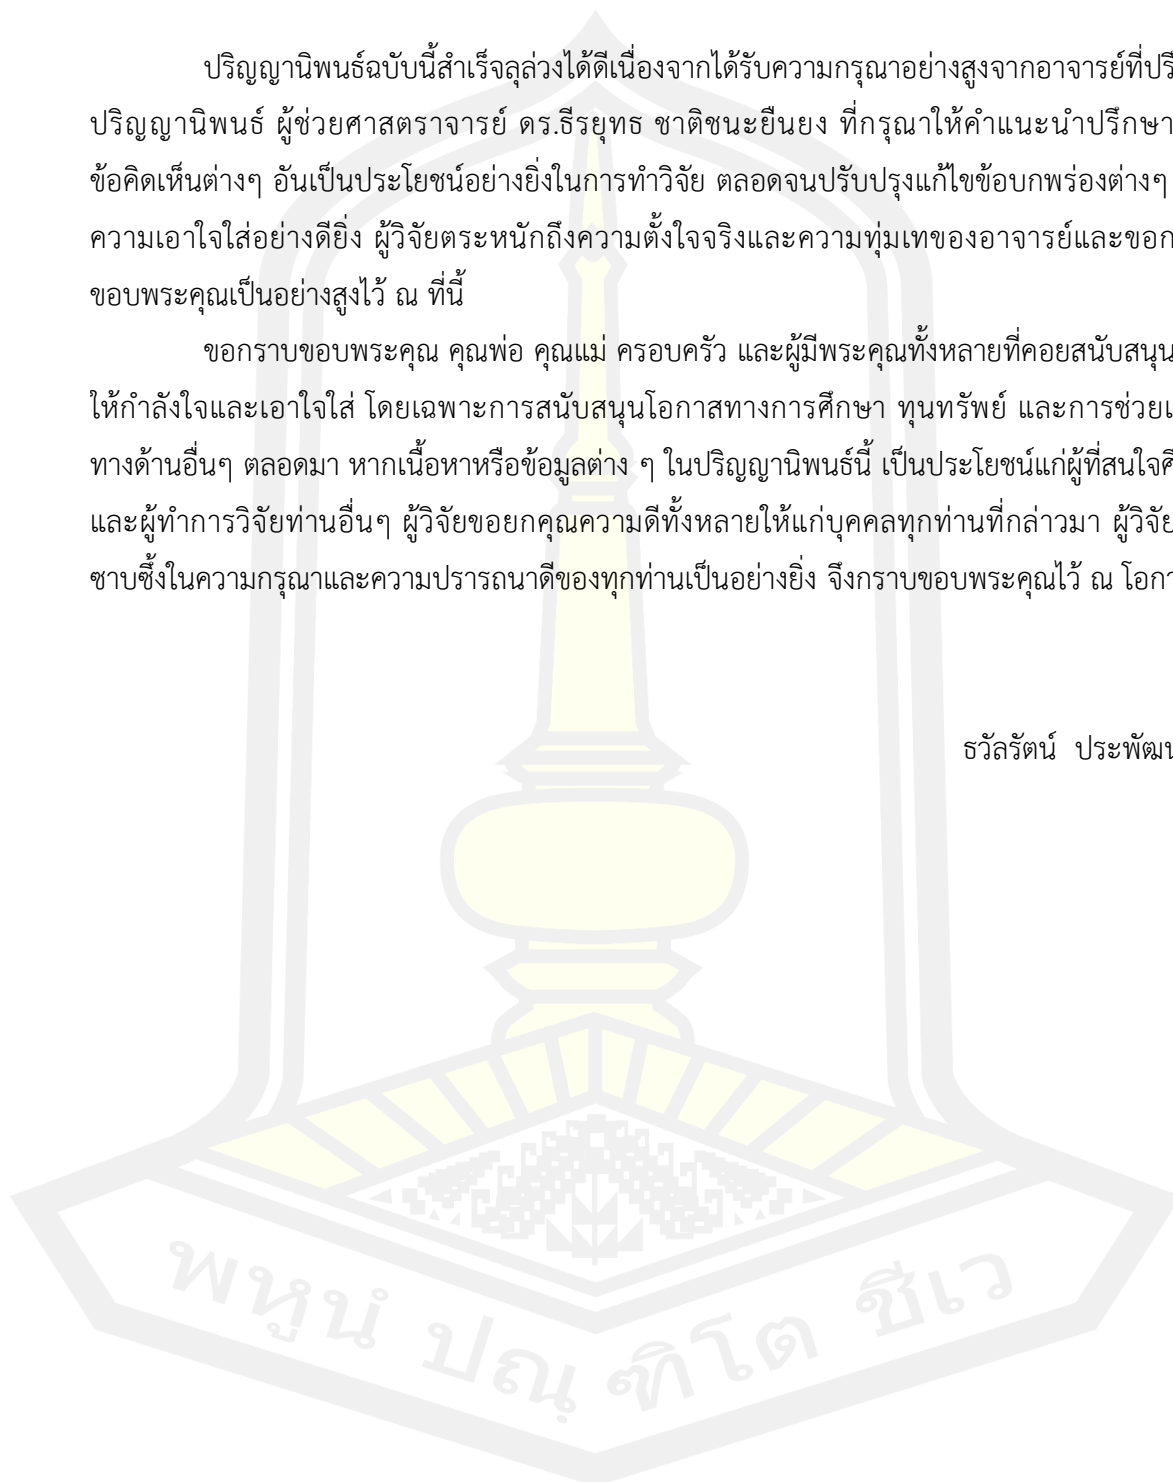 ปริญญานิพนธ์ฉบับนี้สำเร็จลุล่วงได้ดีเนื่องจากได้รับความกรุณาอย่างสูงจากอาจารย์ที่ปรึ
ปริญญานิพนธ์ ผู้ช่วยศาสตราจารย์ ดร.ธีรยุทธ ชาติชนะยืนยง ที่กรุณาให้คำแนะนำปรึกษา
ข้อคิดเห็นต่างๆ อันเป็นประโยชน์อย่างยิ่งในการทำวิจัย ตลอดจนปรับปรุงแก้ไขข้อบกพร่องต่างๆ
ความเอาใจใส่อย่างดียิ่ง ผู้วิจัยตระหนักถึงความตั้งใจจริงและความทุ่มเทของอาจารย์และขอก
ขอบพระคุณเป็นอย่างสูงไว้ ณ ที่นี้
ขอกราบขอบพระคุณ คุณพ่อ คุณแม่ ครอบครัว และผู้มีพระคุณทั้งหลายที่คอยสนับสนุน
ให้กำลังใจและเอาใจใส่ โดยเฉพาะการสนับสนุนโอกาสทางการศึกษา ทุนทรัพย์ และการช่วยเ
ทางด้านอื่นๆ ตลอดมา หากเนื้อหาหรือข้อมูลต่าง ๆ ในปริญญานิพนธ์นี้ เป็นประโยชน์แก่ผู้ที่สนใจศึ
และผู้ทำการวิจัยท่านอื่นๆ ผู้วิจัยขอยกคุณความดีทั้งหลายให้แก่บุคคลทุกท่านที่กล่าวมา ผู้วิจัย
ซาบซึ้งในความกรุณาและความปรารถนาดีของทุกท่านเป็นอย่างยิ่ง จึงกราบขอบพระคุณไว้ ณ โอกา
ธวัลรัตน์ ประพัฒน
พหูนํ ปณฺฑิโต ชีเว